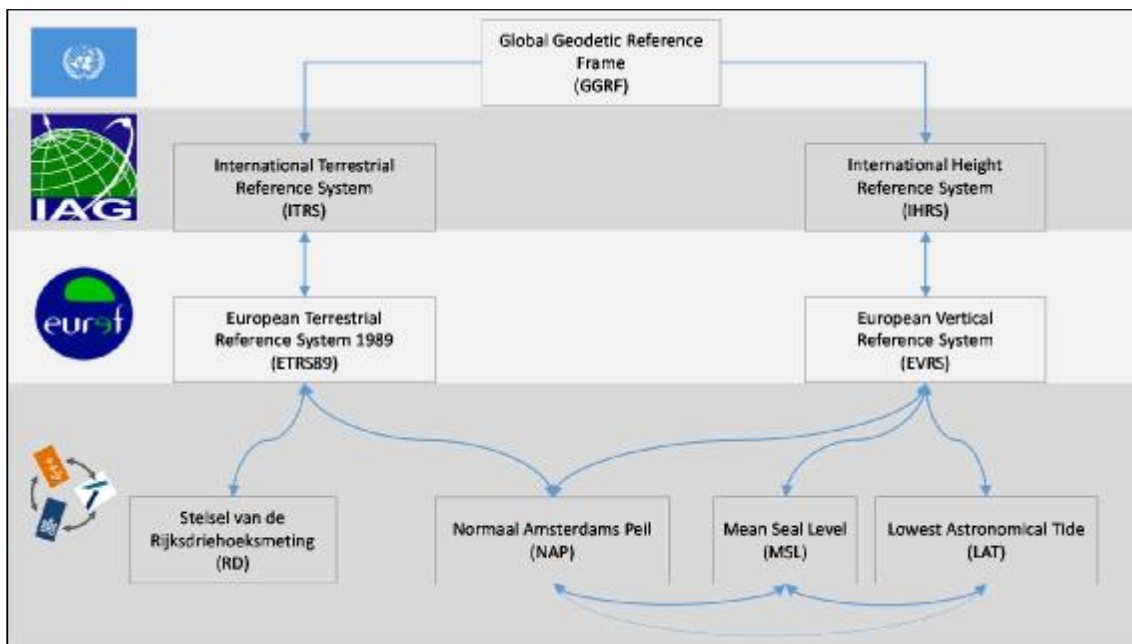 Global Geodetic Reference
Frame
(GGRF)
IAG
International Terrestrial
Reference System
(ITRS)
International Height
Reference System
(IHRS)
euref
European Terrestrial
Reference System 1989
(ETRS89)
European Vertical
Reference System
(EVRS)
Stelsel van de
Rijksdriehoeksmeting
(RD)
Normaal Amsterdams Peil
(NAP)
Mean Seal Level
(MSL)
Lowest Astronomical Tide
(LAT)